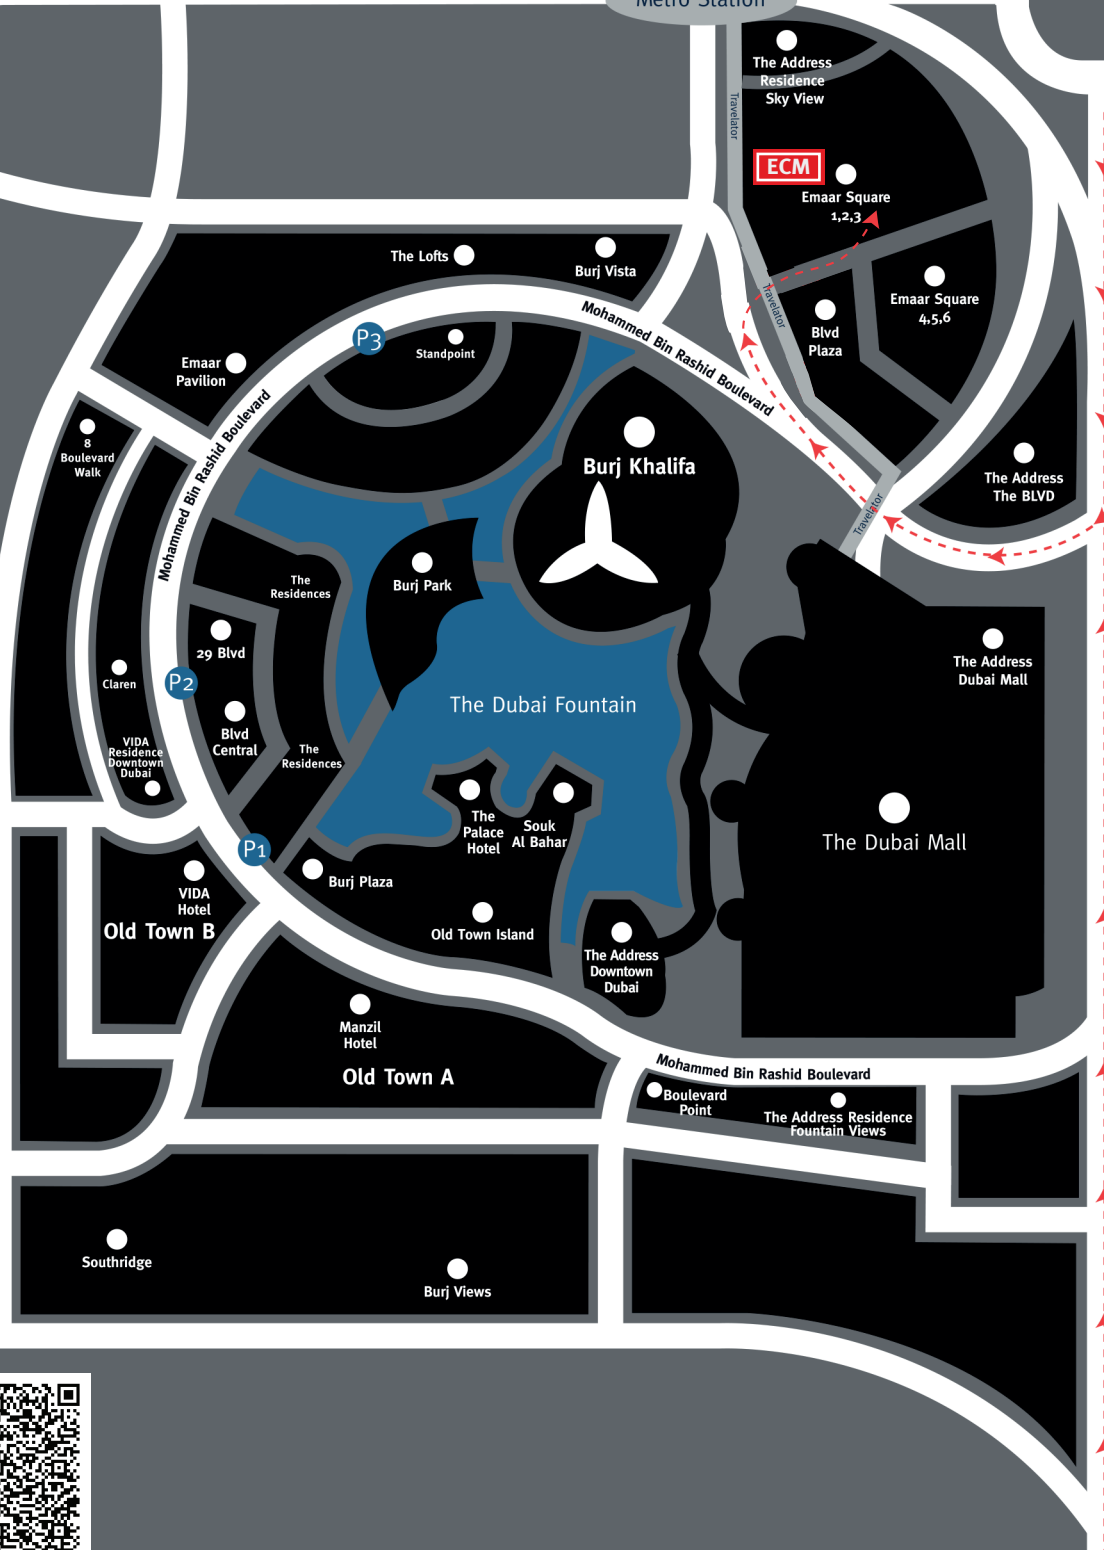 Metro Station
The Address
Residence
Sky View
Travelator
ECM
Emaar Square
1,2,3
The Lofts
Burj Vista
Emaar Square
4,5,6
Travelator
Blvd
Plaza
Mohammed Bin Rashid Boulevard
P3
Standpoint
Emaar
Pavilion
Mohammed Bin Rashid Boulevard
8
Boulevard
Walk
Burj Khalifa
The Address
The BLVD
Travelator
Burj Park
The
Residences
29 Blvd
The Address
Dubai Mall
Claren
P2
The Dubai Fountain
Blvd
Central
VIDA
Residence
Downtown
Dubai
The
Residences
The
Palace
Hotel
Souk
Al Bahar
The Dubai Mall
P1
Burj Plaza
VIDA
Hotel
Old Town B
Old Town Island
The Address
Downtown
Dubai
Manzil
Hotel
Old Town A
Mohammed Bin Rashid Boulevard
Boulevard
Point
The Address Residence
Fountain Views
Southridge
Burj Views